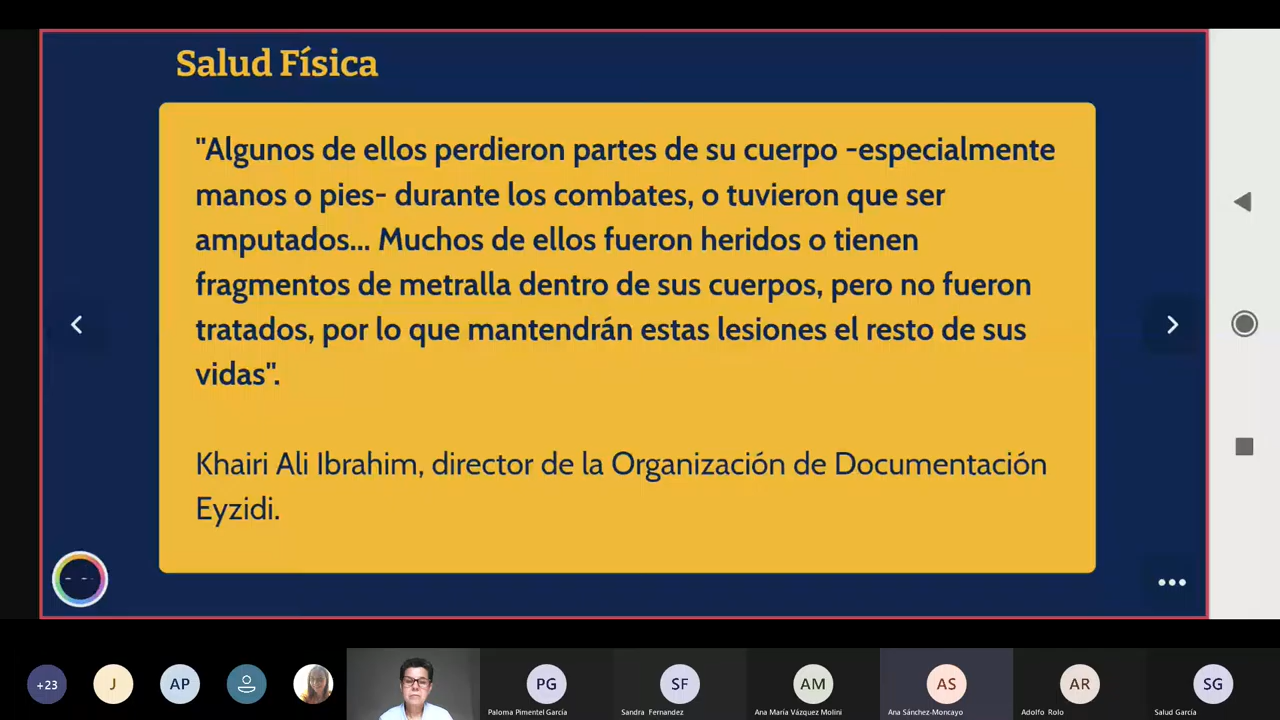 Salud Física
"Algunos de ellos perdieron partes de su cuerpo -especialmente
manos o pies- durante los combates, o tuvieron que ser
amputados... Muchos de ellos fueron heridos o tienen
fragmentos de metralla dentro de sus cuerpos, pero no fueron
tratados, por lo que mantendrán estas lesiones el resto de sus
vidas".
Khairi Ali Ibrahim, director de la Organización de Documentación
Eyzidi.
+23
J
AP
PG
SF
AM
AS
AR
SG
Paloma Pimentel García
Sandra Fernandez
Ana María Vázquez Molini
Ana Sánchez-Moncayo
Adolfo Rolo
Salud García